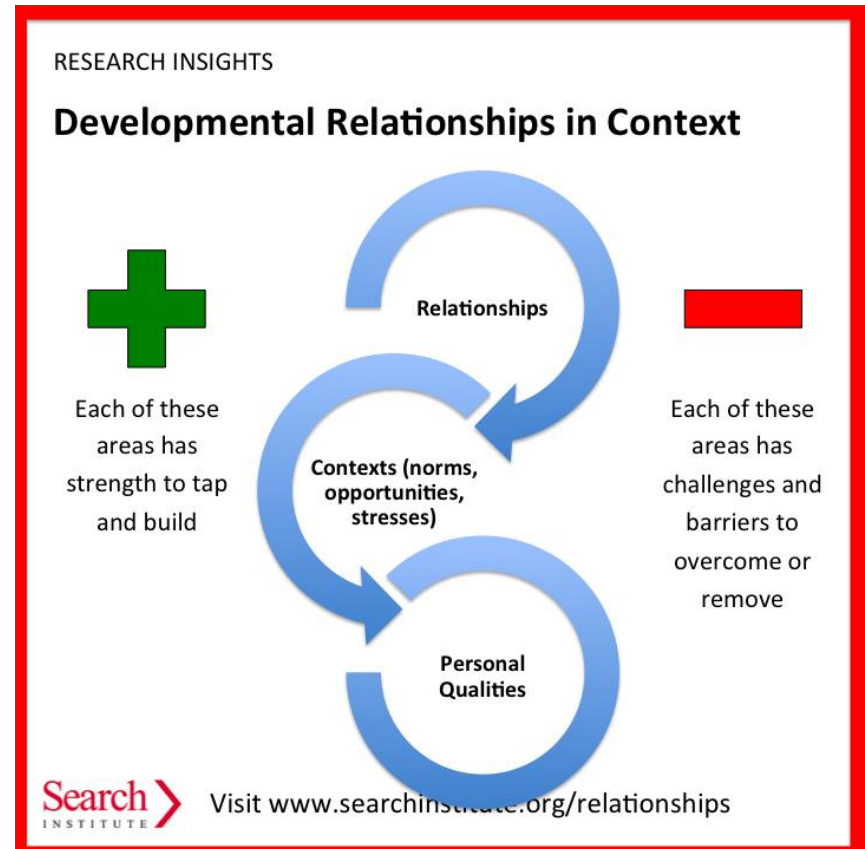 RESEARCH INSIGHTS
Developmental Relationships in Context
Relationships
Each of these
areas has
strength to tap
and build
Contexts (norms,
opportunities,
stresses)
Each of these
areas has
challenges and
barriers to
overcome or
remove
Personal
Qualities
Search
INSTITUTE
Visit www.searchinstitute.org/relationships